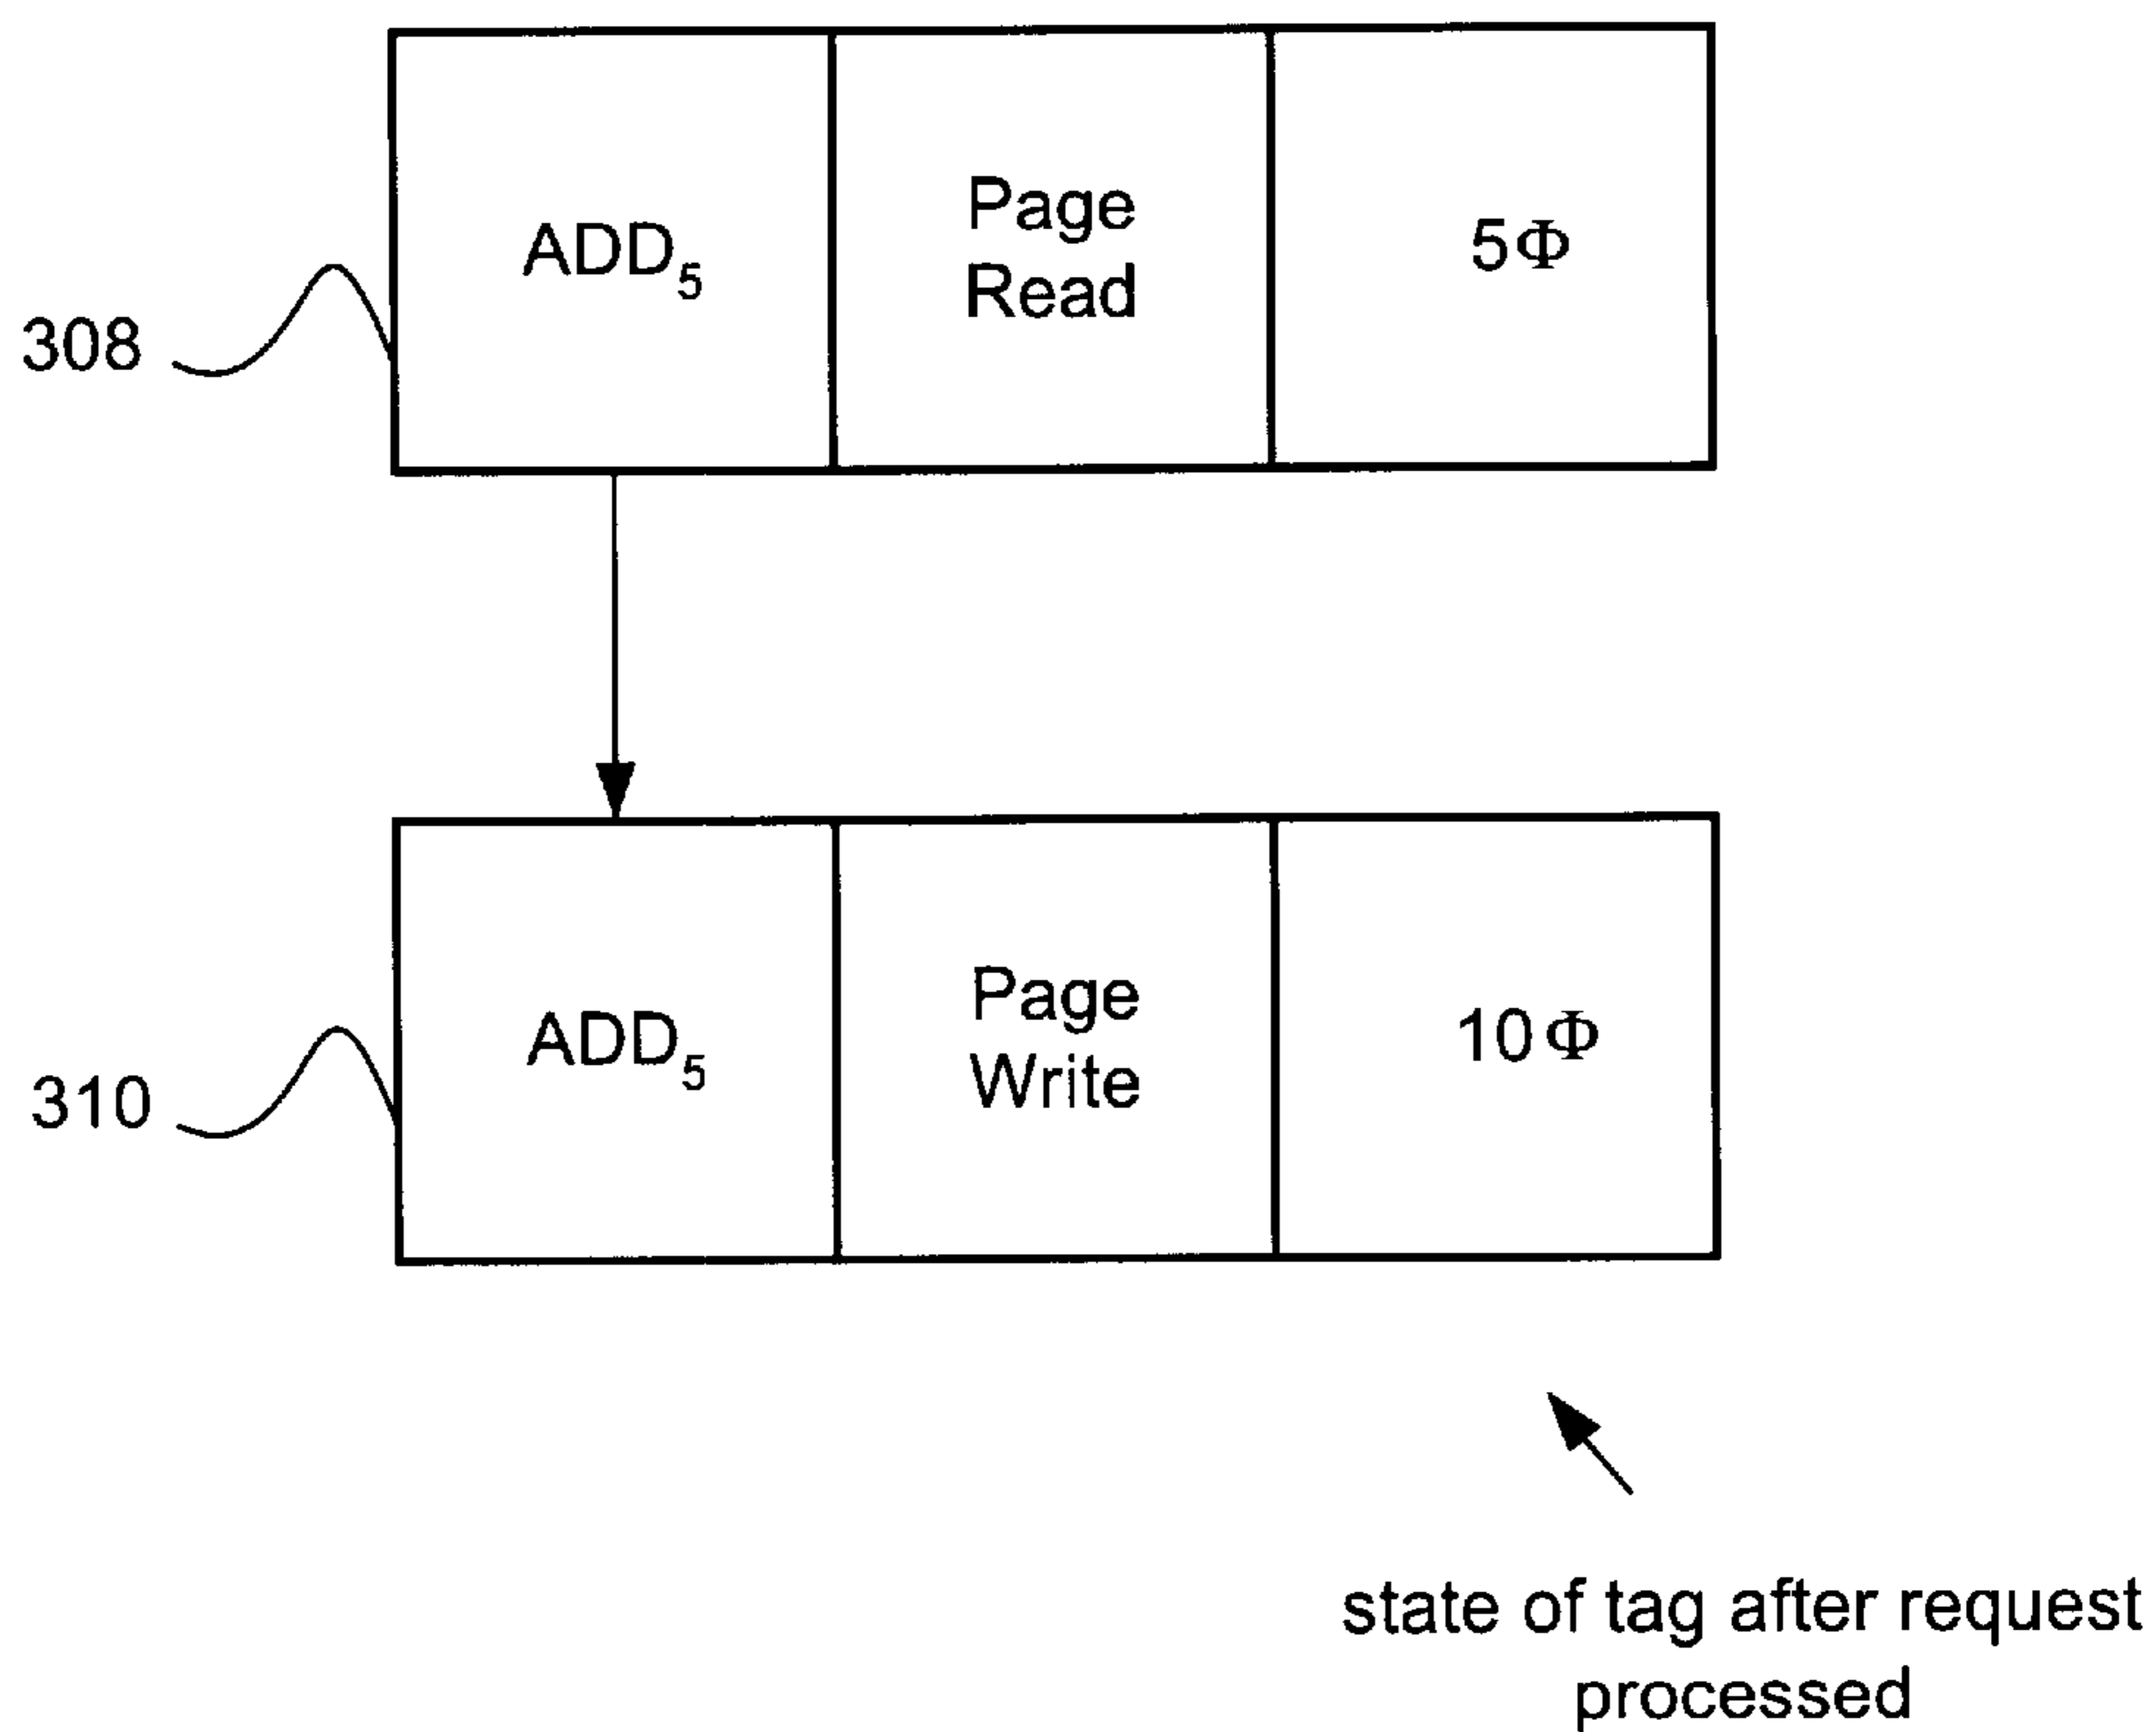 ADD5
Page
Read
5Φ
308
ADD5
Page
Write
10Φ
310
state of tag after request
processed